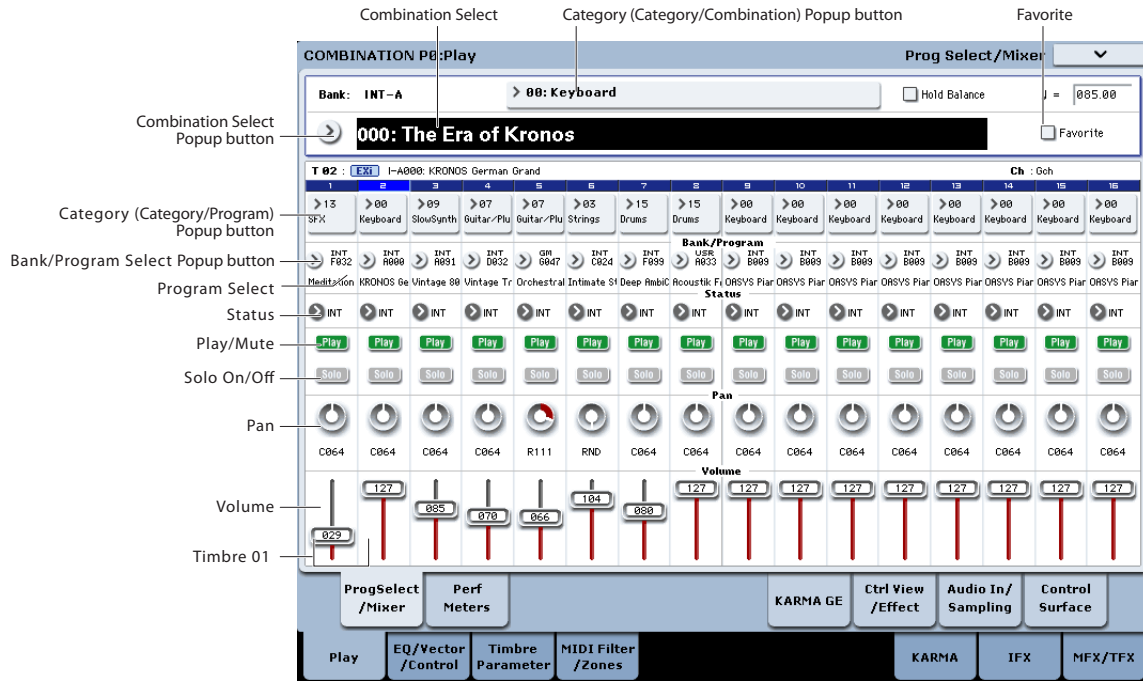 Combination Select
Category (Category/Combination) Popup button
Favorite
COMBINATION P0:Play
Prog Select/Mixer
Bank: INT-A
00: Keyboard
Hold Balance
♩ = 085.00
Combination Select
Popup button
000: The Era of Kronos
Favorite
T 02 : EXi I-A000: KRONOS German Grand
Ch : Gch
1 2 3 4 5 6 7 8 9 10 11 12 13 14 15 16
Category (Category/Program)
Popup button
13 00 09 07 07 03 15 15 00 00 00 00 00 00 00 00
SFX Keyboard SlowSynth Guitar/Plu Guitar/Plu Strings Drums Drums Keyboard Keyboard Keyboard Keyboard Keyboard Keyboard Keyboard Keyboard
Bank/Program
Bank/Program Select Popup button
INT INT INT INT GM INT INT USR INT INT INT INT INT INT INT INT
F032 A000 A091 D032 G047 C024 F099 A033 B009 B009 B009 B009 B009 B009 B009 B009
Program Select
Meditation KRONOS Ge Vintage 80 Vintage Tr Orchestral Intimate St Deep AmbiC Acoustik Fr OASYS Piar OASYS Piar OASYS Piar OASYS Piar OASYS Piar OASYS Piar OASYS Piar OASYS Piar
Status
Status
INT INT INT INT INT INT INT INT INT INT INT INT INT INT INT INT
Play/Mute
Play Play Play Play Play Play Play Play Play Play Play Play Play Play Play Play
Solo On/Off
Solo Solo Solo Solo Solo Solo Solo Solo Solo Solo Solo Solo Solo Solo Solo Solo
Pan
Pan
C064 C064 C064 C064 R111 RND C064 C064 C064 C064 C064 C064 C064 C064 C064 C064
Volume
Volume
029 127 085 070 066 104 080 127 127 127 127 127 127 127 127 127
Timbre 01
ProgSelect
/Mixer
Perf
Meters
KARMA GE
Ctrl View
/Effect
Audio In/
Sampling
Control
Surface
Play
EQ/Vector
/Control
Timbre
Parameter
MIDI Filter
/Zones
KARMA
IFX
MFX/TFX